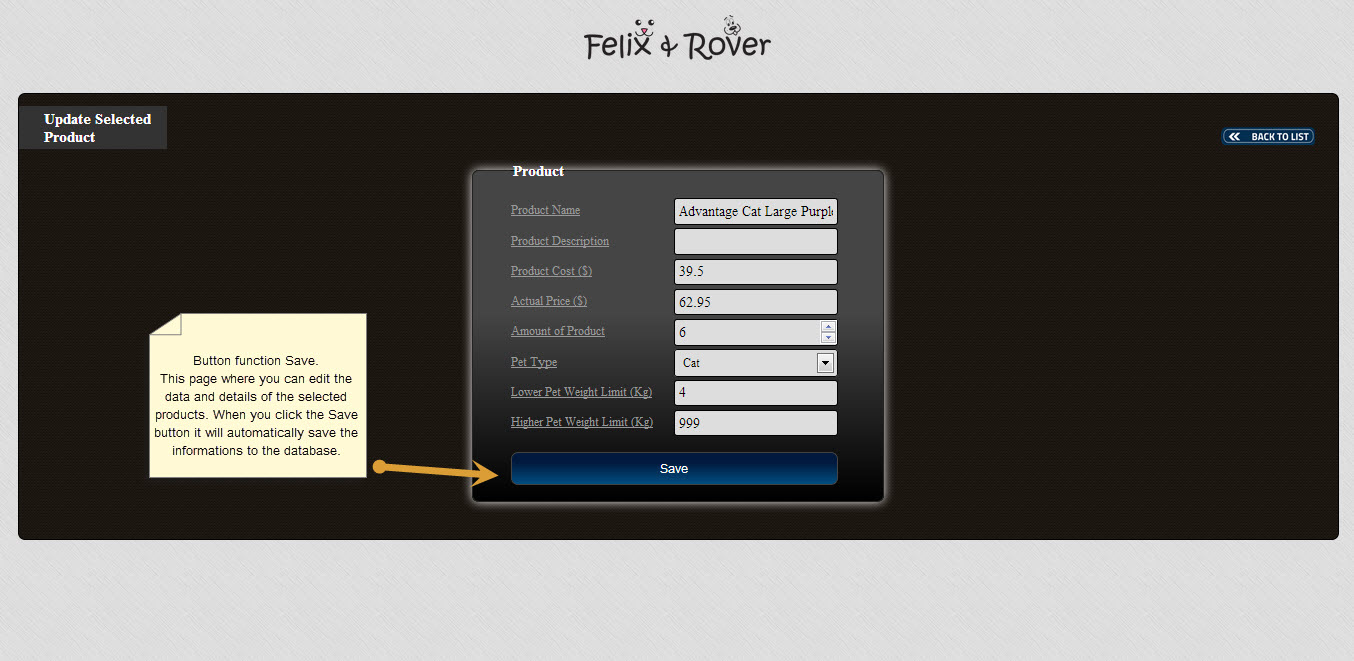 Felix & Rover
Update Selected
Product
BACK TO LIST
Product
Product Name
Advantage Cat Large Purple
Product Description
Product Cost ($)
39.5
Actual Price ($)
62.95
Amount of Product
6
Pet Type
Cat
Lower Pet Weight Limit (Kg)
4
Higher Pet Weight Limit (Kg)
999
Save
Button function Save.
This page where you can edit the
data and details of the selected
products. When you click the Save
button it will automatically save the
informations to the database.